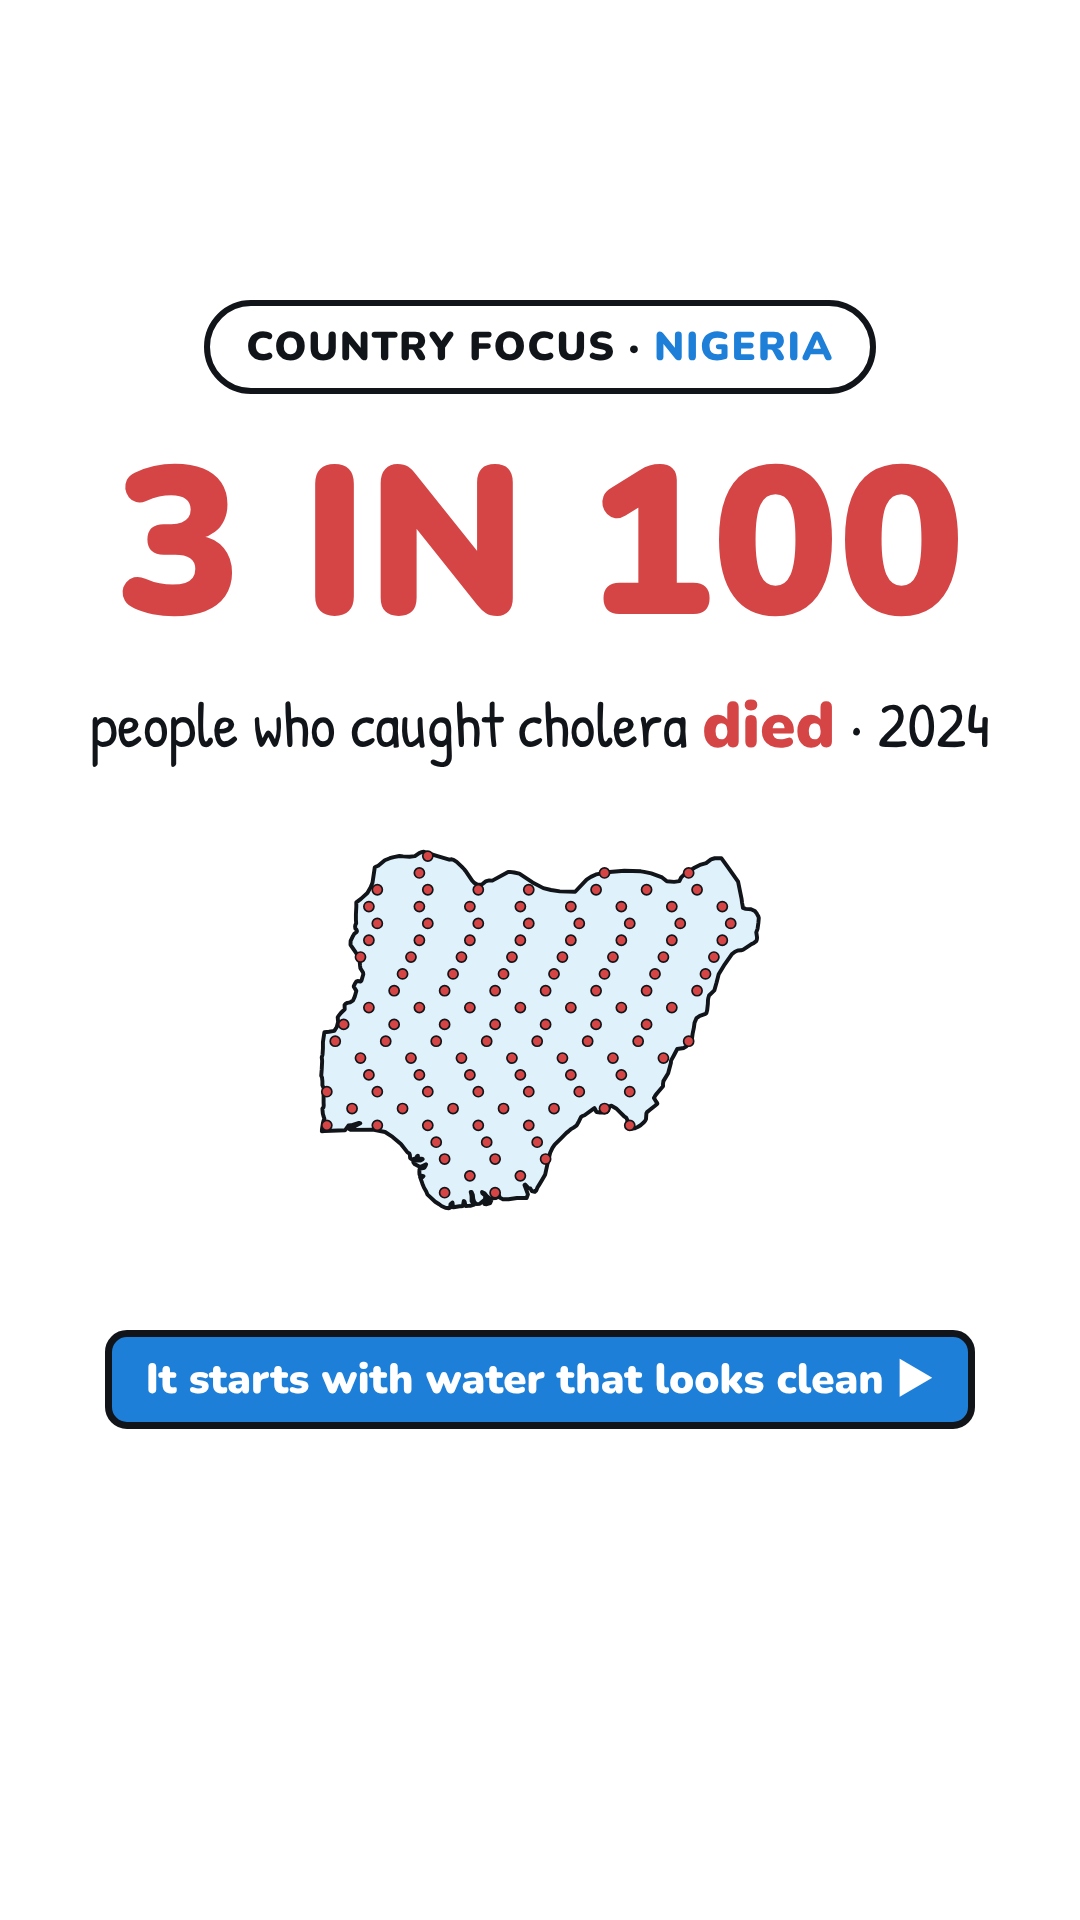 COUNTRY FOCUS · NIGERIA
3 IN 100
people who caught cholera died · 2024
It starts with water that looks clean ▶